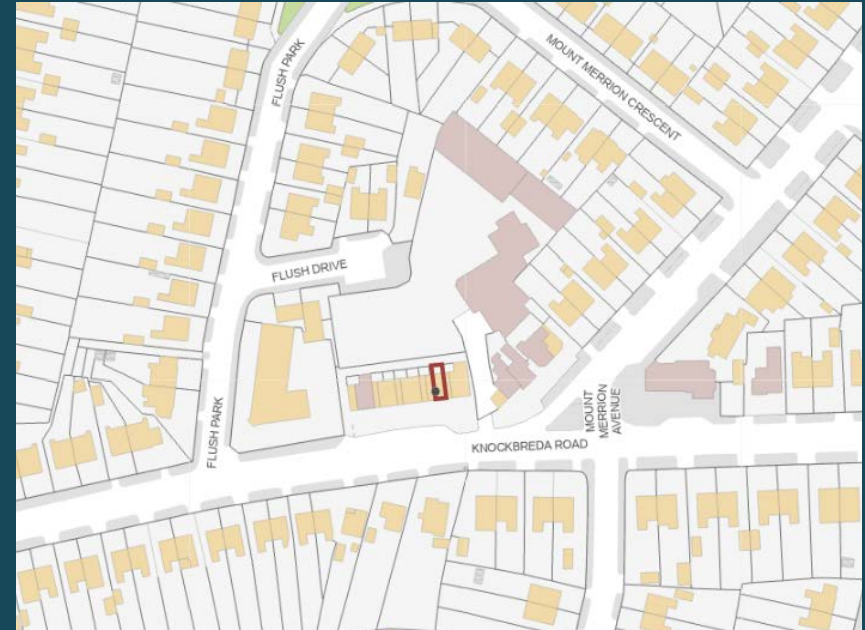 MOUNT MERRION CRESCENT
FLUSH PARK
FLUSH DRIVE
FLUSH PARK
MOUNT
MERRION
AVENUE
KNOCKBREDA ROAD